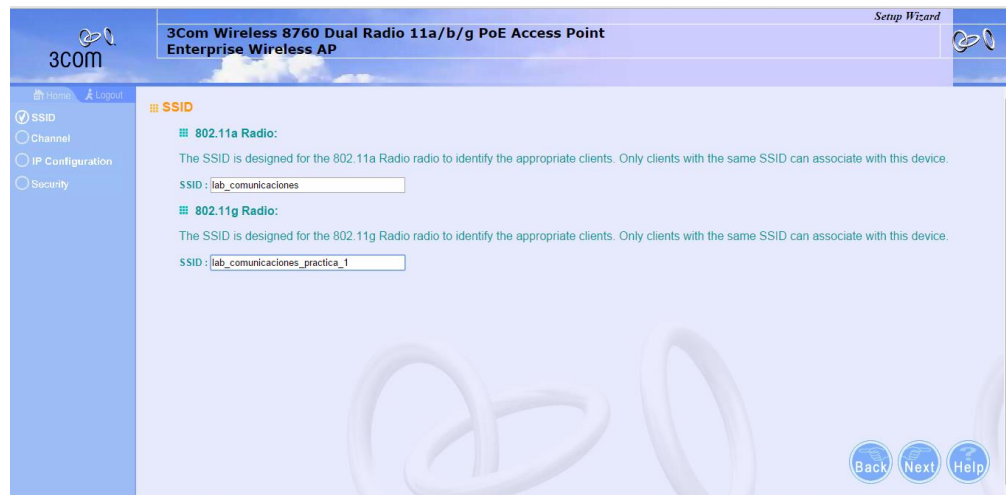 Setup Wizard
3Com Wireless 8760 Dual Radio 11a/b/g PoE Access Point
Enterprise Wireless AP
3COM
Home Logout
SSID
Channel
IP Configuration
Security
SSID
802.11a Radio:
The SSID is designed for the 802.11a Radio radio to identify the appropriate clients. Only clients with the same SSID can associate with this device.
SSID : lab_comunicaciones
802.11g Radio:
The SSID is designed for the 802.11g Radio radio to identify the appropriate clients. Only clients with the same SSID can associate with this device.
SSID : lab_comunicaciones_practica_1
Back Next Help